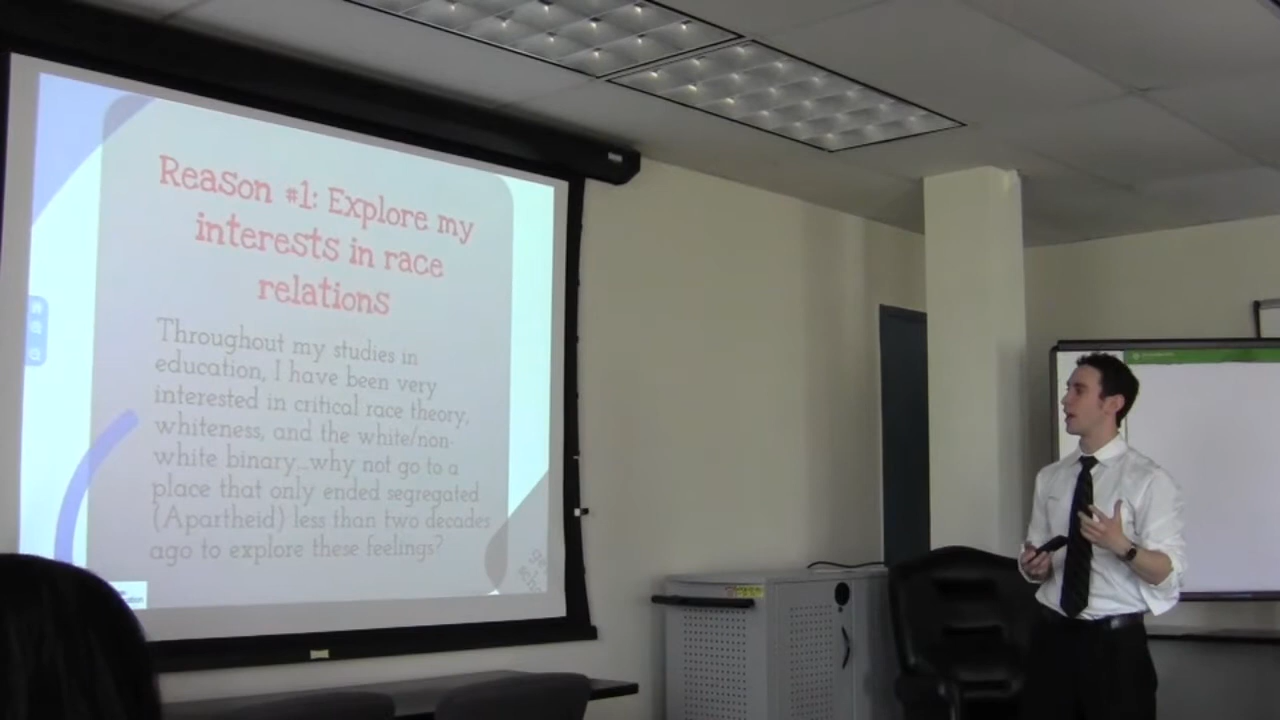 Reason #1: Explore my
interests in race
relations
Throughout my studies in
education, I have been very
interested in critical race theory,
whiteness, and the white/non-
white binary...why not go to a
place that only ended segregated
(Apartheid) less than two decades
ago to explore these feelings?